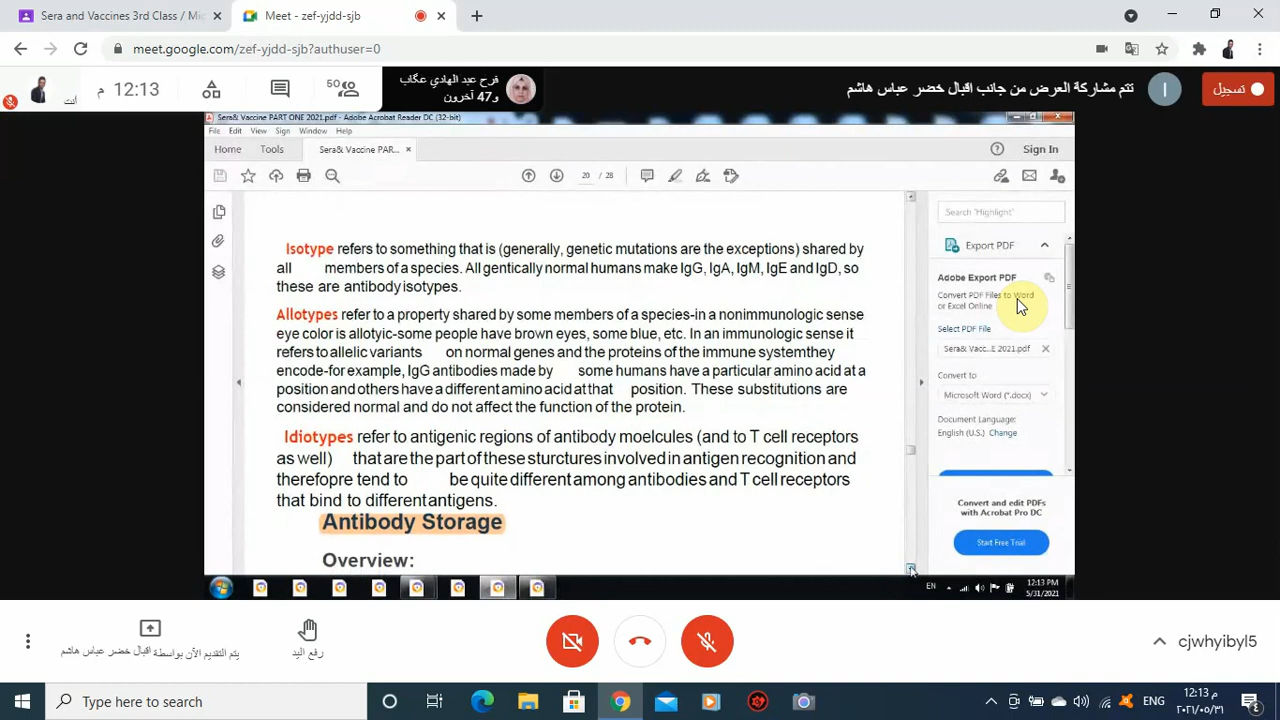 Sera and Vaccines 3rd Class / Mi
Meet - zef-yjdd-sjb
meet.google.com/zef-yjdd-sjb?authuser=0
أنت
12:13 م
50
فرح عبد الهادي عگاب
و47 آخرون
تتم مشاركة العرض من جانب اقبال خضر عباس هاشم
ا
تسجيل
Sera& Vaccine PART ONE 2021.pdf - Adobe Acrobat Reader DC (32-bit)
File Edit View Sign Window Help
Home Tools Sera& Vaccine PAR... × Sign In
20 / 28
Isotype refers to something that is (generally, genetic mutations are the exceptions) shared by
all members of a species. All gentically normal humans make IgG, IgA, IgM, IgE and IgD, so
these are antibody isotypes.
Allotypes refer to a property shared by some members of a species-in a nonimmunologic sense
eye color is allotyic-some people have brown eyes, some blue, etc. In an immunologic sense it
refers to allelic variants on normal genes and the proteins of the immune systemthey
encode-for example, IgG antibodies made by some humans have a particular amino acid at a
position and others have a different amino acid at that position. These substitutions are
considered normal and do not affect the function of the protein.
Idiotypes refer to antigenic regions of antibody moelcules (and to T cell receptors
as well) that are the part of these sturctures involved in antigen recognition and
therefopre tend to be quite different among antibodies and T cell receptors
that bind to different antigens.
Antibody Storage
Overview:
Search 'Highlight'
Export PDF
Adobe Export PDF
Convert PDF Files to Word
or Excel Online
Select PDF File
Sera& Vacc...E 2021.pdf ×
Convert to
Microsoft Word (*.docx)
Document Language:
English (U.S.) Change
Convert and edit PDFs
with Acrobat Pro DC
Start Free Trial
EN
12:13 PM
5/31/2021
يتم التقديم الآن بواسطة اقبال خضر عباس هاشم
رفع اليد
cjwhyibyl5
Type here to search
ENG
12:13 م
٢٠٢١/٠٥/٣١